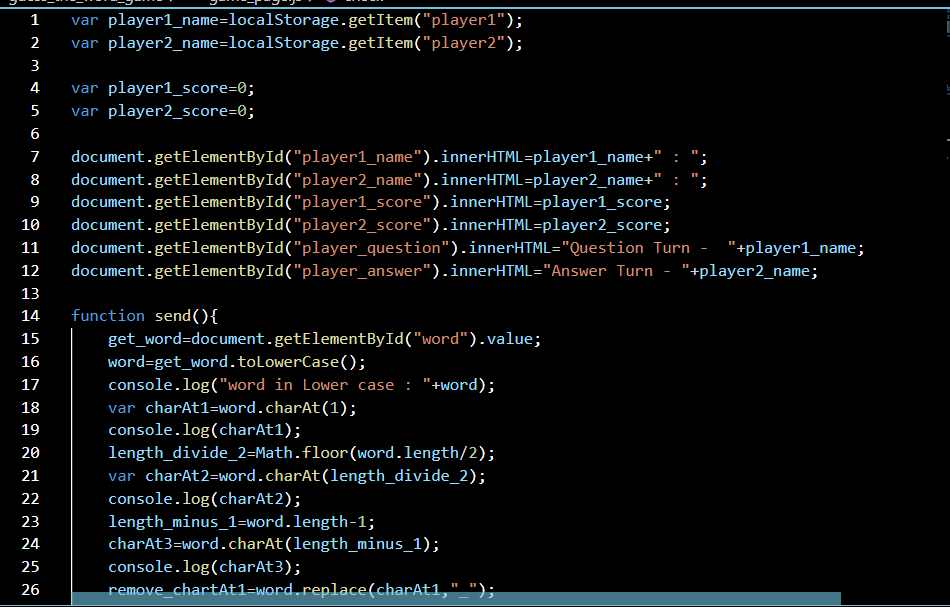 1 var player1_name=localStorage.getItem("player1");
2 var player2_name=localStorage.getItem("player2");
3
4 var player1_score=0;
5 var player2_score=0;
6
7 document.getElementById("player1_name").innerHTML=player1_name+" : ";
8 document.getElementById("player2_name").innerHTML=player2_name+" : ";
9 document.getElementById("player1_score").innerHTML=player1_score;
10 document.getElementById("player2_score").innerHTML=player2_score;
11 document.getElementById("player_question").innerHTML="Question Turn -  "+player1_name;
12 document.getElementById("player_answer").innerHTML="Answer Turn - "+player2_name;
13
14 function send(){
15     get_word=document.getElementById("word").value;
16     word=get_word.toLowerCase();
17     console.log("word in Lower case : "+word);
18     var charAt1=word.charAt(1);
19     console.log(charAt1);
20     length_divide_2=Math.floor(word.length/2);
21     var charAt2=word.charAt(length_divide_2);
22     console.log(charAt2);
23     length_minus_1=word.length-1;
24     charAt3=word.charAt(length_minus_1);
25     console.log(charAt3);
26     remove_chartAt1=word.replace(charAt1,"_");